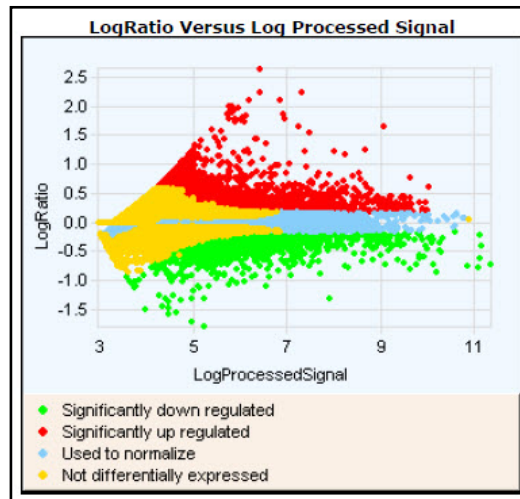 LogRatio Versus Log Processed Signal
2.5
2.0
1.5
1.0
0.5
0.0
-0.5
-1.0
-1.5
LogRatio
3 5 7 9 11
LogProcessedSignal
Significantly down regulated
Significantly up regulated
Used to normalize
Not differentially expressed